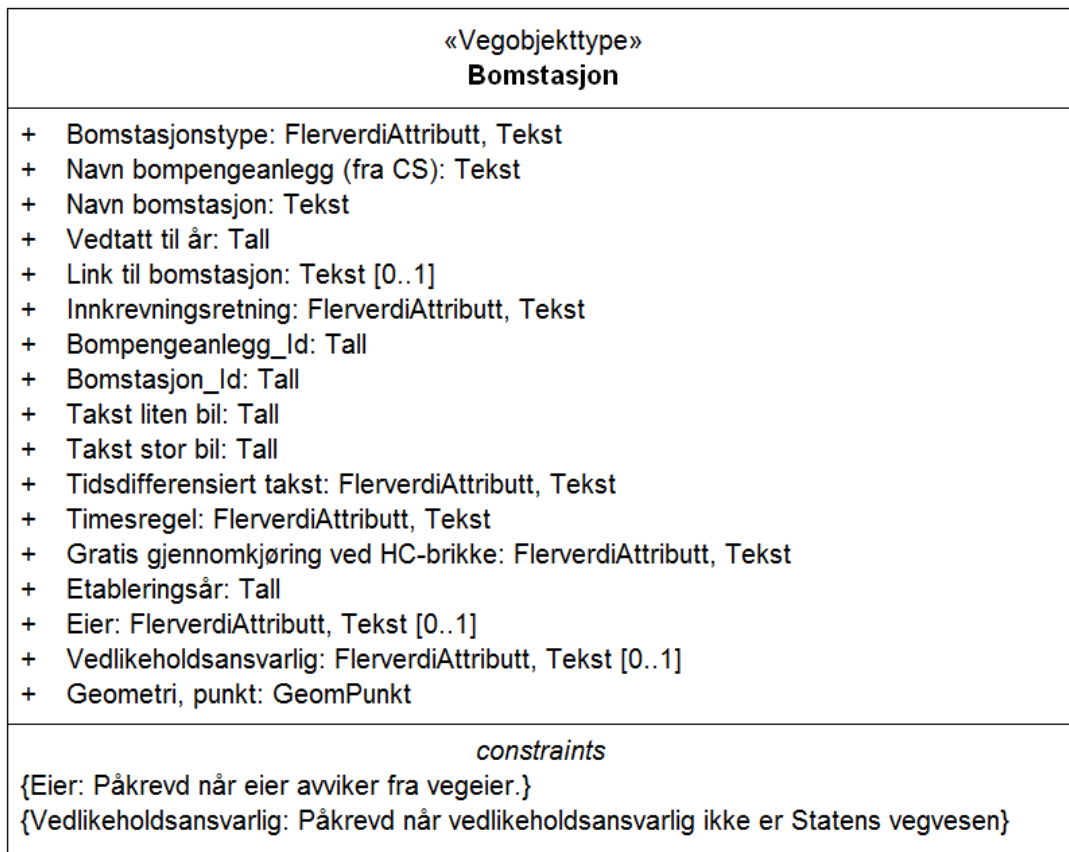 «Vegobjekttype»
Bomstasjon
+ Bomstasjonstype: FlerverdiAttributt, Tekst
+ Navn bompengeanlegg (fra CS): Tekst
+ Navn bomstasjon: Tekst
+ Vedtatt til år: Tall
+ Link til bomstasjon: Tekst [0..1]
+ Innkrevningsretning: FlerverdiAttributt, Tekst
+ Bompengeanlegg_Id: Tall
+ Bomstasjon_Id: Tall
+ Takst liten bil: Tall
+ Takst stor bil: Tall
+ Tidsdifferensiert takst: FlerverdiAttributt, Tekst
+ Timesregel: FlerverdiAttributt, Tekst
+ Gratis gjennomkjøring ved HC-brikke: FlerverdiAttributt, Tekst
+ Etableringsår: Tall
+ Eier: FlerverdiAttributt, Tekst [0..1]
+ Vedlikeholdsansvarlig: FlerverdiAttributt, Tekst [0..1]
+ Geometri, punkt: GeomPunkt
constraints
{Eier: Påkrevd når eier avviker fra vegeier.}
{Vedlikeholdsansvarlig: Påkrevd når vedlikeholdsansvarlig ikke er Statens vegvesen}